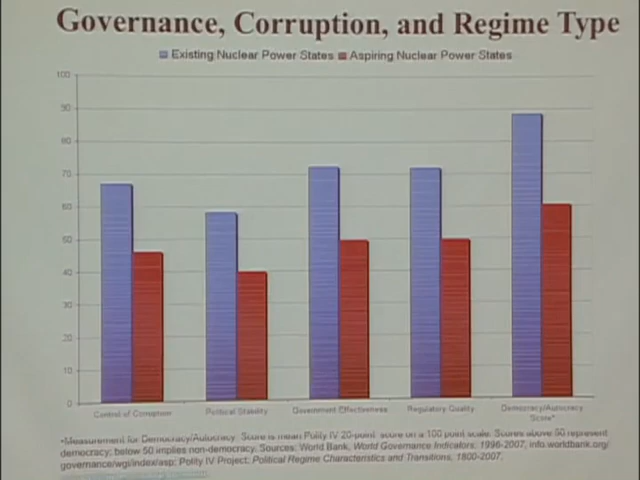 Governance, Corruption, and Regime Type
Existing Nuclear Power States Aspiring Nuclear Power States
100
90
80
70
60
50
40
30
20
10
0
Control of Corruption Political Stability Government Effectiveness Regulatory Quality Democracy/Autocracy
Score*
*Measurement for Democracy/Autocracy. Score is mean Polity IV 20-point score on a 100 point scale. Scores above 50 represent
democracy; below 50 implies non-democracy. Sources: World Bank, World Governance Indicators: 1996-2007, info.worldbank.org/
governance/wgi/index/asp; Polity IV Project: Political Regime Characteristics and Transitions, 1800-2007.